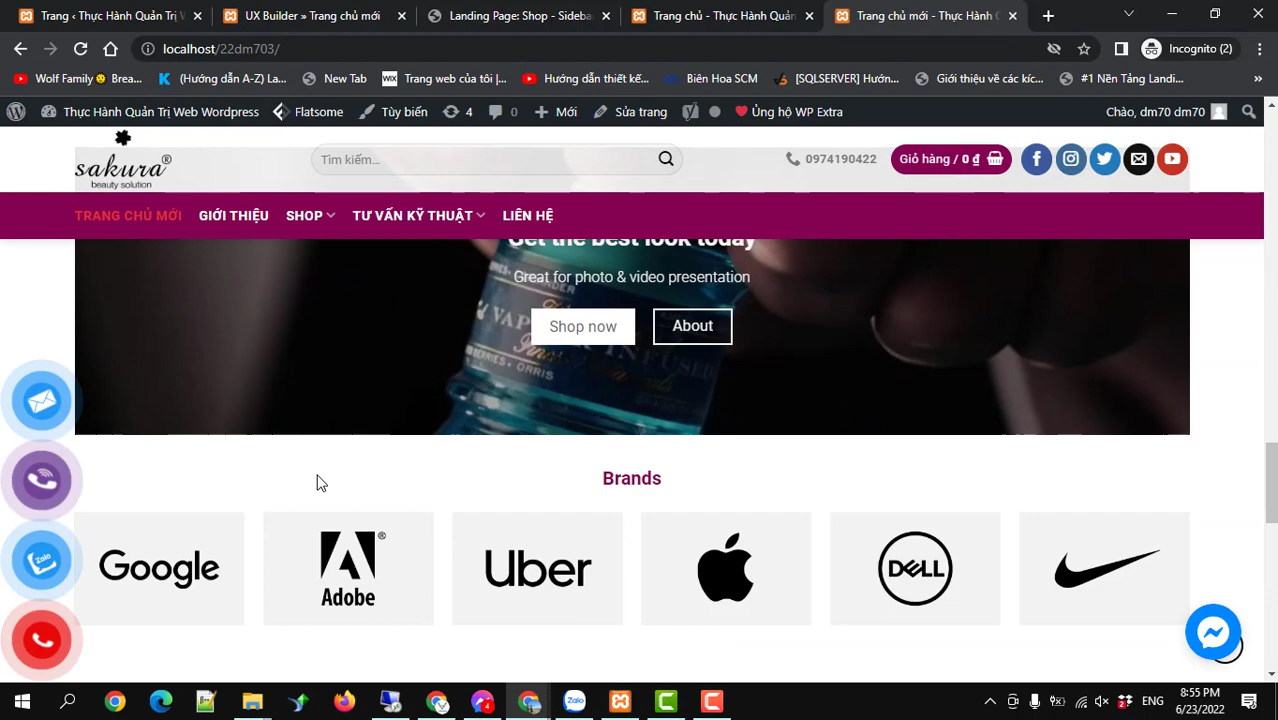 Trang ‹ Thực Hành Quản Trị W
UX Builder » Trang chủ mới
Landing Page: Shop - Sideba
Trang chủ - Thực Hành Quản
Trang chủ mới - Thực Hành Q
localhost/22dm703/
Incognito (2)
Wolf Family Brea...
(Hướng dẫn A-Z) La...
New Tab
WIX
Trang web của tôi |...
Hướng dẫn thiết kế...
Biên Hoa SCM
[SQLSERVER] Hướn...
Giới thiệu về các kíc...
#1 Nền Tảng Landi...
»
Thực Hành Quản Trị Web Wordpress
Flatsome
Tùy biến
4
0
Mới
Sửa trang
Ủng hộ WP Extra
Chào, dm70 dm70
sakura®
beauty solution
Tìm kiếm...
0974190422
Giỏ hàng / 0 ₫
TRANG CHỦ MỚI
GIỚI THIỆU
SHOP
TƯ VẤN KỸ THUẬT
LIÊN HỆ
Get the best look today
Great for photo & video presentation
Shop now
About
Brands
Google
Adobe
Uber
DELL
Zalo
ENG
8:55 PM
6/23/2022